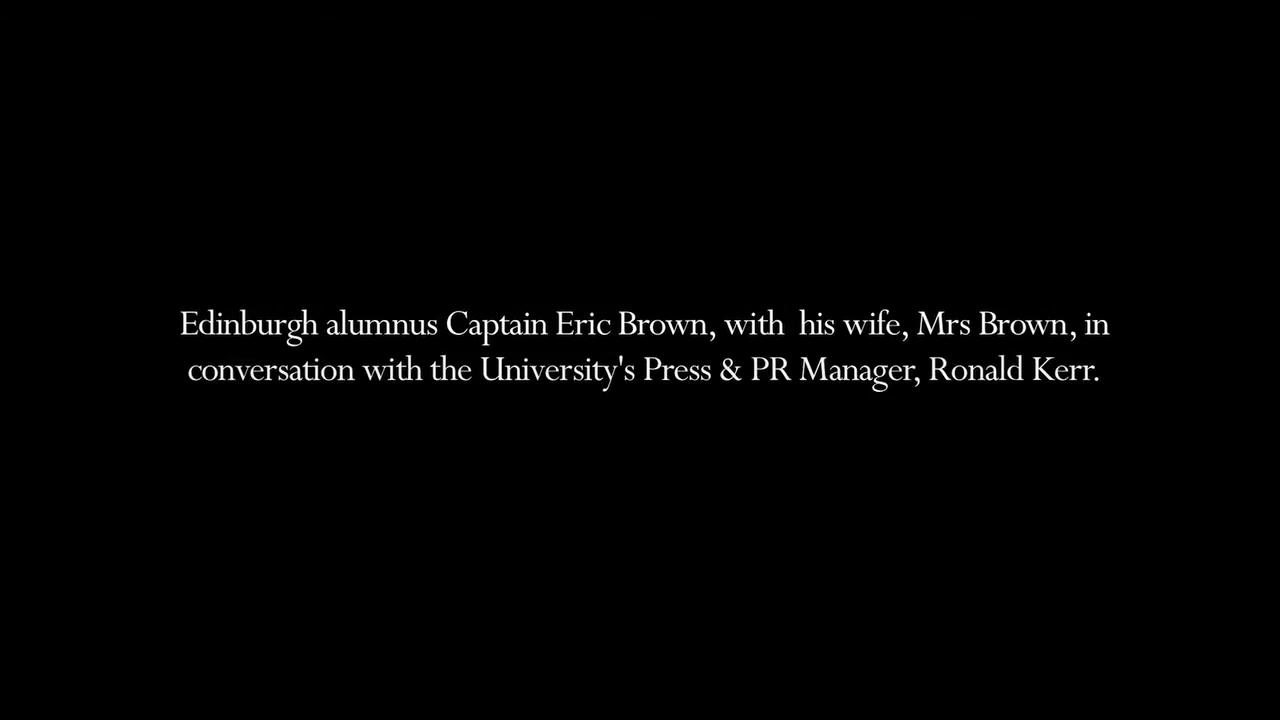 Edinburgh alumnus Captain Eric Brown, with  his wife, Mrs Brown, in
conversation with the University's Press & PR Manager, Ronald Kerr.